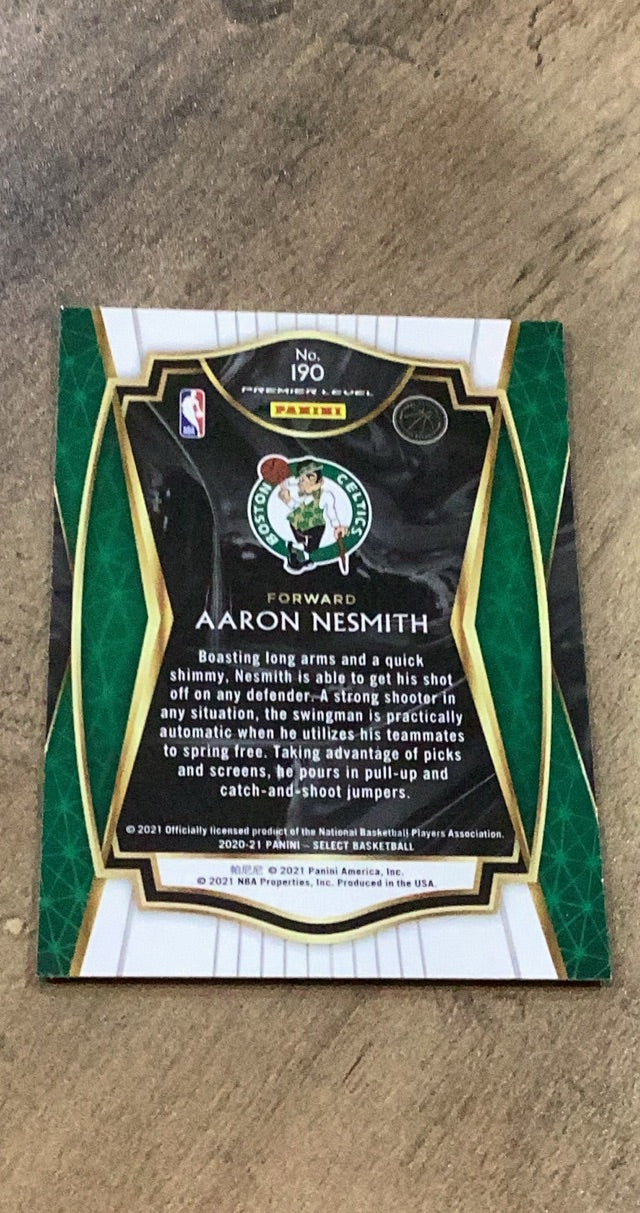 No.
190
PREMIER LEVEL
PANINI
NBA
BOSTON CELTICS
FORWARD
AARON NESMITH
Boasting long arms and a quick
shimmy, Nesmith is able to get his shot
off on any defender. A strong shooter in
any situation, the swingman is practically
automatic when he utilizes his teammates
to spring free. Taking advantage of picks
and screens, he pours in pull-up and
catch-and-shoot jumpers.
© 2021 Officially licensed product of the National Basketball Players Association.
2020-21 PANINI – SELECT BASKETBALL
帕尼尼 © 2021 Panini America, Inc.
© 2021 NBA Properties, Inc. Produced in the USA.